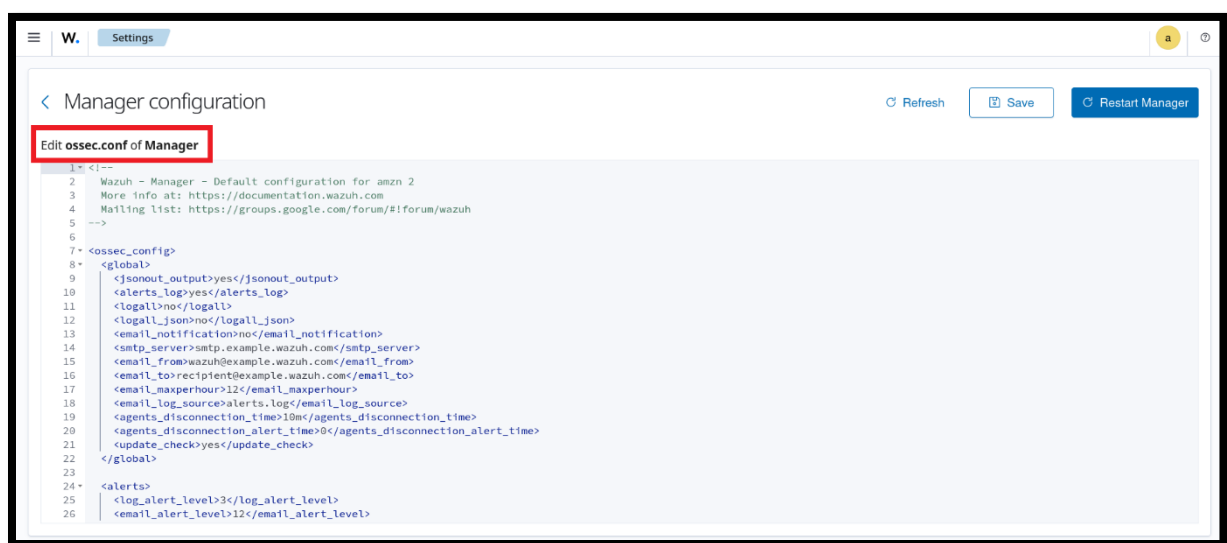 W. Settings a
Manager configuration Refresh Save Restart Manager
Edit ossec.conf of Manager
1 <!--
2 Wazuh - Manager - Default configuration for amzn 2
3 More info at: https://documentation.wazuh.com
4 Mailing list: https://groups.google.com/forum/#!forum/wazuh
5 -->
6
7 <ossec_config>
8 <global>
9 <jsonout_output>yes</jsonout_output>
10 <alerts_log>yes</alerts_log>
11 <logall>no</logall>
12 <logall_json>no</logall_json>
13 <email_notification>no</email_notification>
14 <smtp_server>smtp.example.wazuh.com</smtp_server>
15 <email_from>wazuh@example.wazuh.com</email_from>
16 <email_to>recipient@example.wazuh.com</email_to>
17 <email_maxperhour>12</email_maxperhour>
18 <email_log_source>alerts.log</email_log_source>
19 <agents_disconnection_time>10m</agents_disconnection_time>
20 <agents_disconnection_alert_time>0</agents_disconnection_alert_time>
21 <update_check>yes</update_check>
22 </global>
23
24 <alerts>
25 <log_alert_level>3</log_alert_level>
26 <email_alert_level>12</email_alert_level>